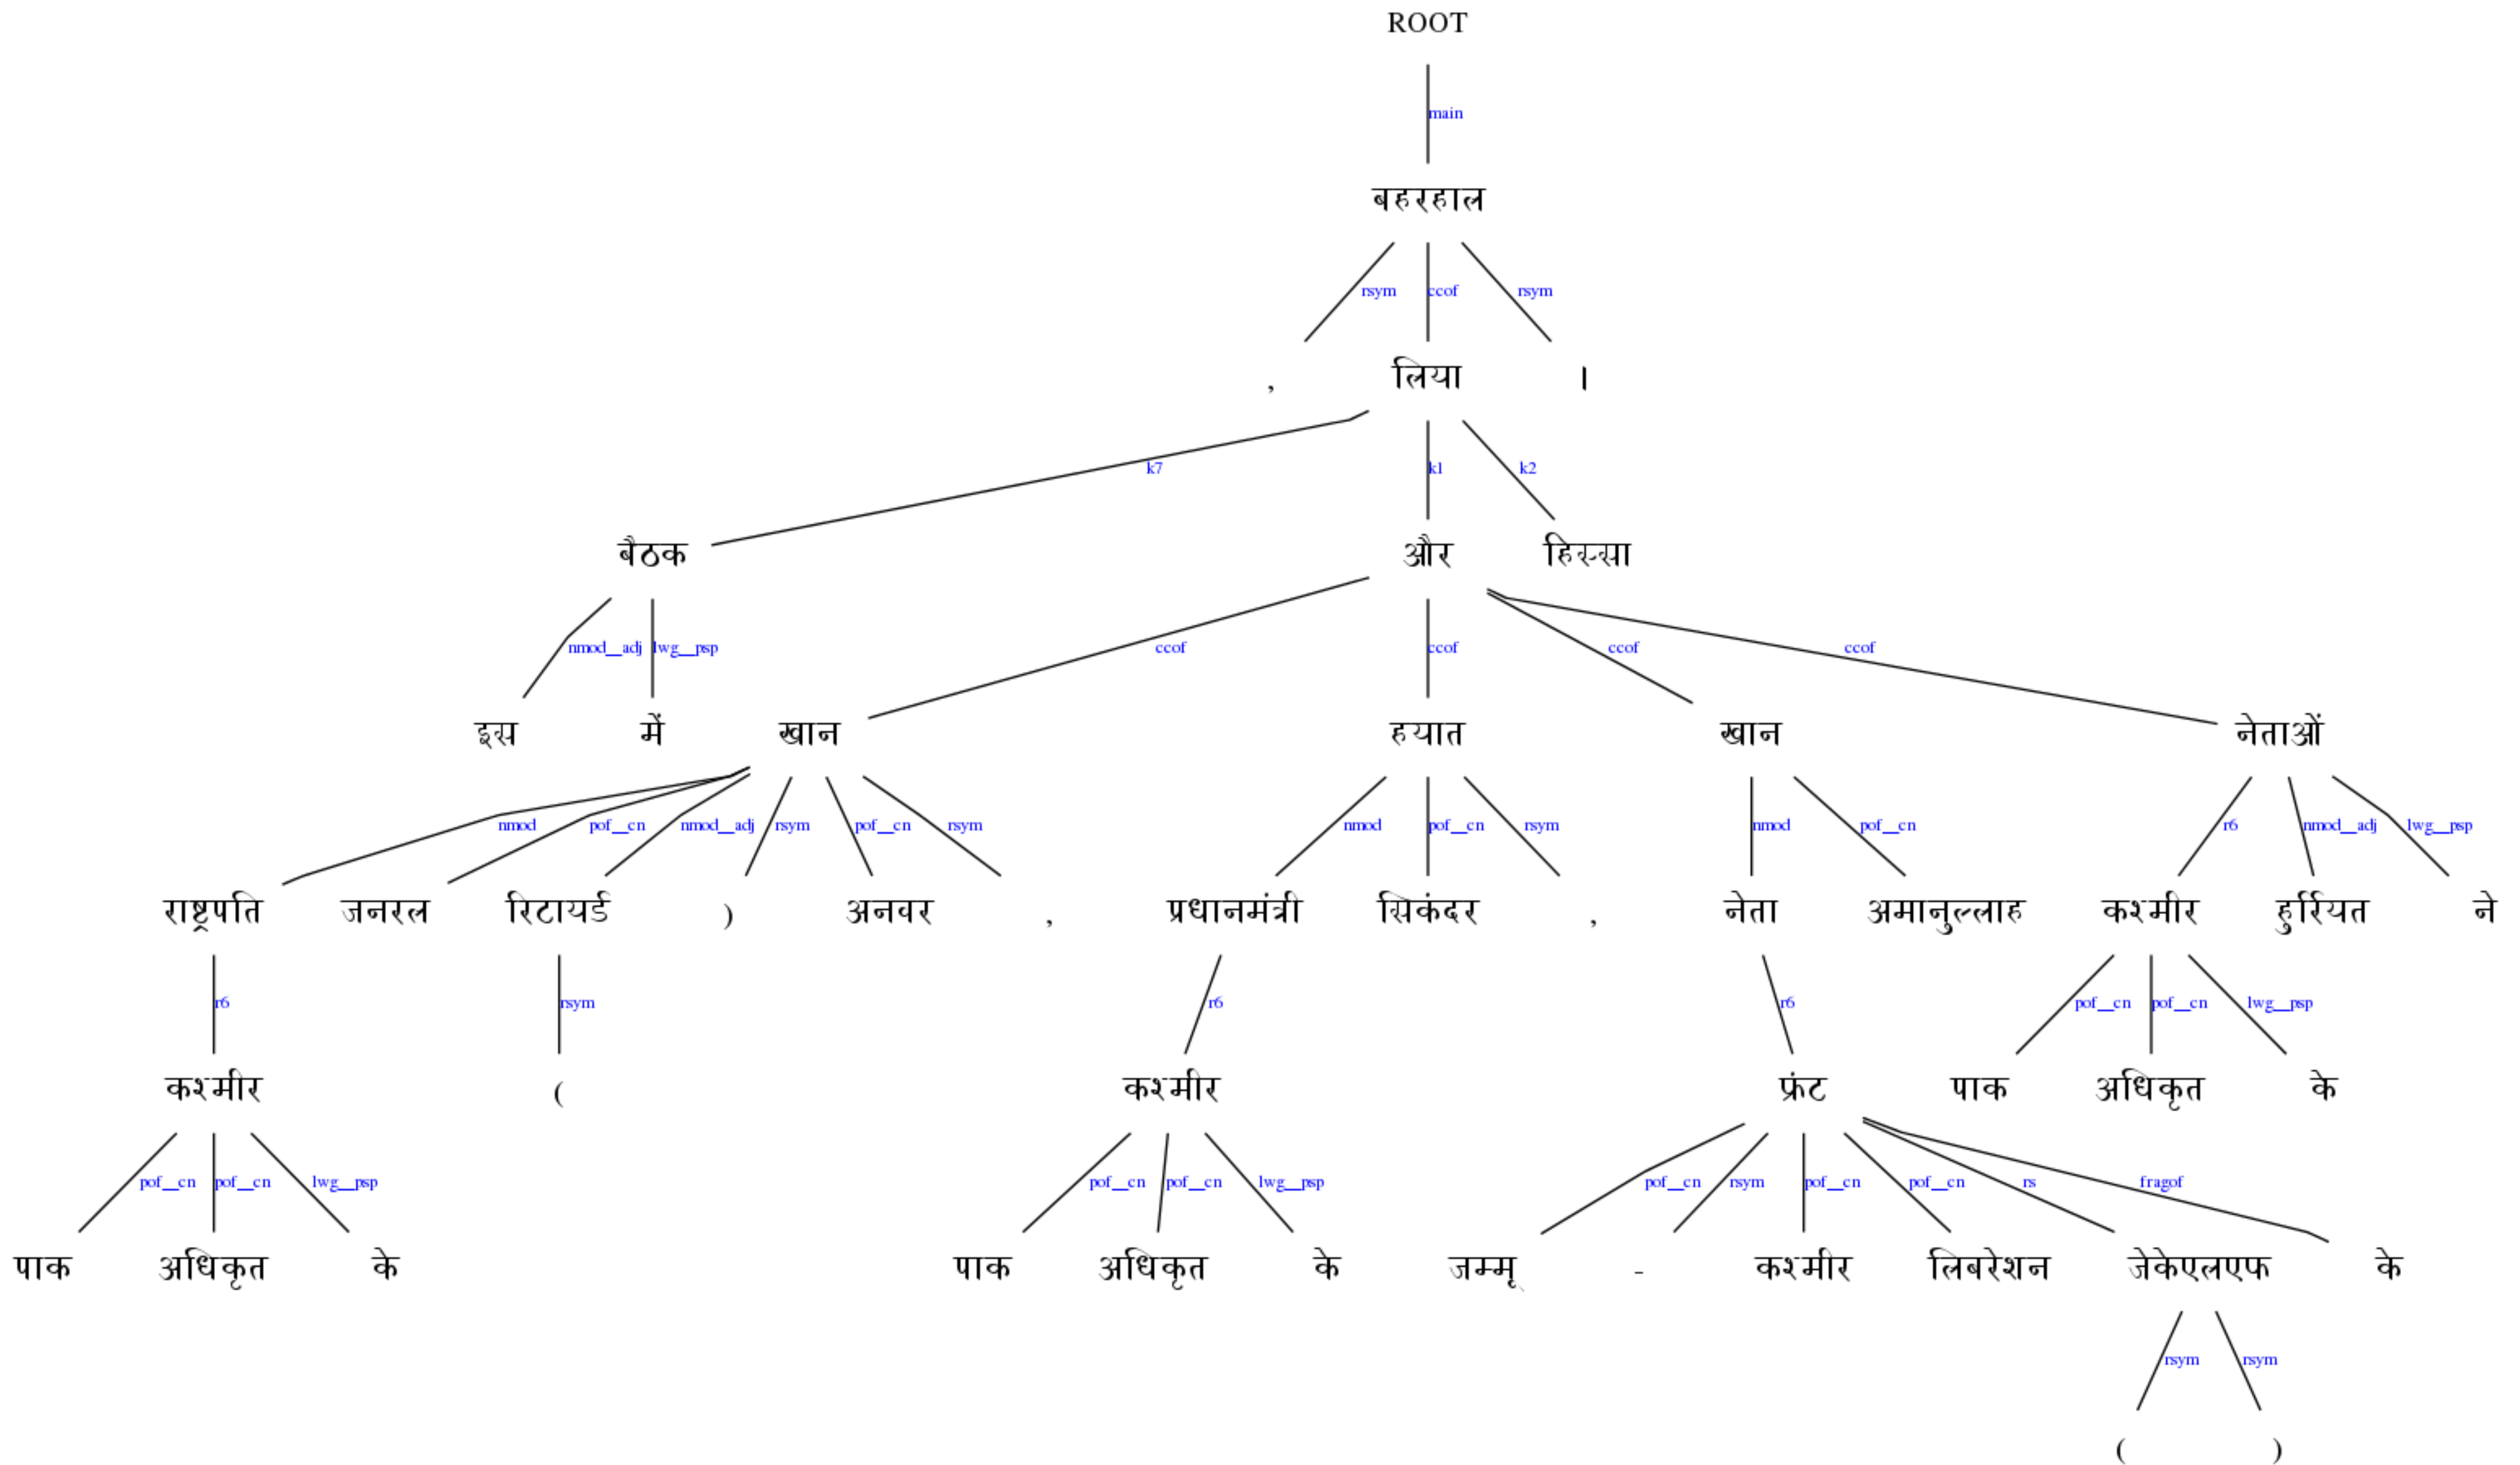 ROOT
main
बहरहाल
rsym ccof rsym
, लिया ।
k7 k1 k2
बैठक और हिस्सा
nmod__adj lwg__psp ccof ccof ccof ccof
इस में खान हयात खान नेताओं
nmod pof__cn nmod__adj rsym pof__cn rsym nmod pof__cn rsym nmod pof__cn r6 nmod__adj lwg__psp
राष्ट्रपति जनरल रिटायर्ड ) अनवर , प्रधानमंत्री सिकंदर , नेता अमानुल्लाह कश्मीर हुर्रियत ने
r6 rsym r6 r6 pof__cn pof__cn lwg__psp
कश्मीर ( कश्मीर फ्रंट पाक अधिकृत के
pof__cn pof__cn lwg__psp pof__cn pof__cn lwg__psp pof__cn rsym pof__cn pof__cn rs fragof
पाक अधिकृत के पाक अधिकृत के जम्मू - कश्मीर लिबरेशन जेकेएलएफ के
rsym rsym
( )